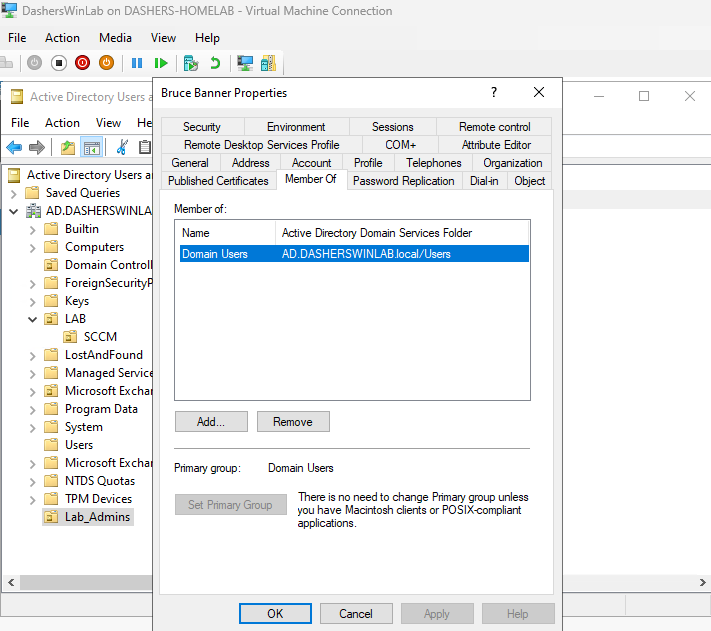 DashersWinLab on DASHERS-HOMELAB - Virtual Machine Connection
File Action Media View Help
Active Directory Users a
File Action View He
Active Directory Users a
Saved Queries
AD.DASHERSWINLA
Builtin
Computers
Domain Controll
ForeignSecurityP
Keys
LAB
SCCM
LostAndFound
Managed Service
Microsoft Exchan
Program Data
System
Users
Microsoft Exchan
NTDS Quotas
TPM Devices
Lab_Admins
Bruce Banner Properties ?
Security Environment Sessions Remote control
Remote Desktop Services Profile COM+ Attribute Editor
General Address Account Profile Telephones Organization
Published Certificates Member Of Password Replication Dial-in Object
Member of:
Name Active Directory Domain Services Folder
Domain Users AD.DASHERSWINLAB.local/Users
Add... Remove
Primary group: Domain Users
Set Primary Group
There is no need to change Primary group unless
you have Macintosh clients or POSIX-compliant
applications.
OK Cancel Apply Help